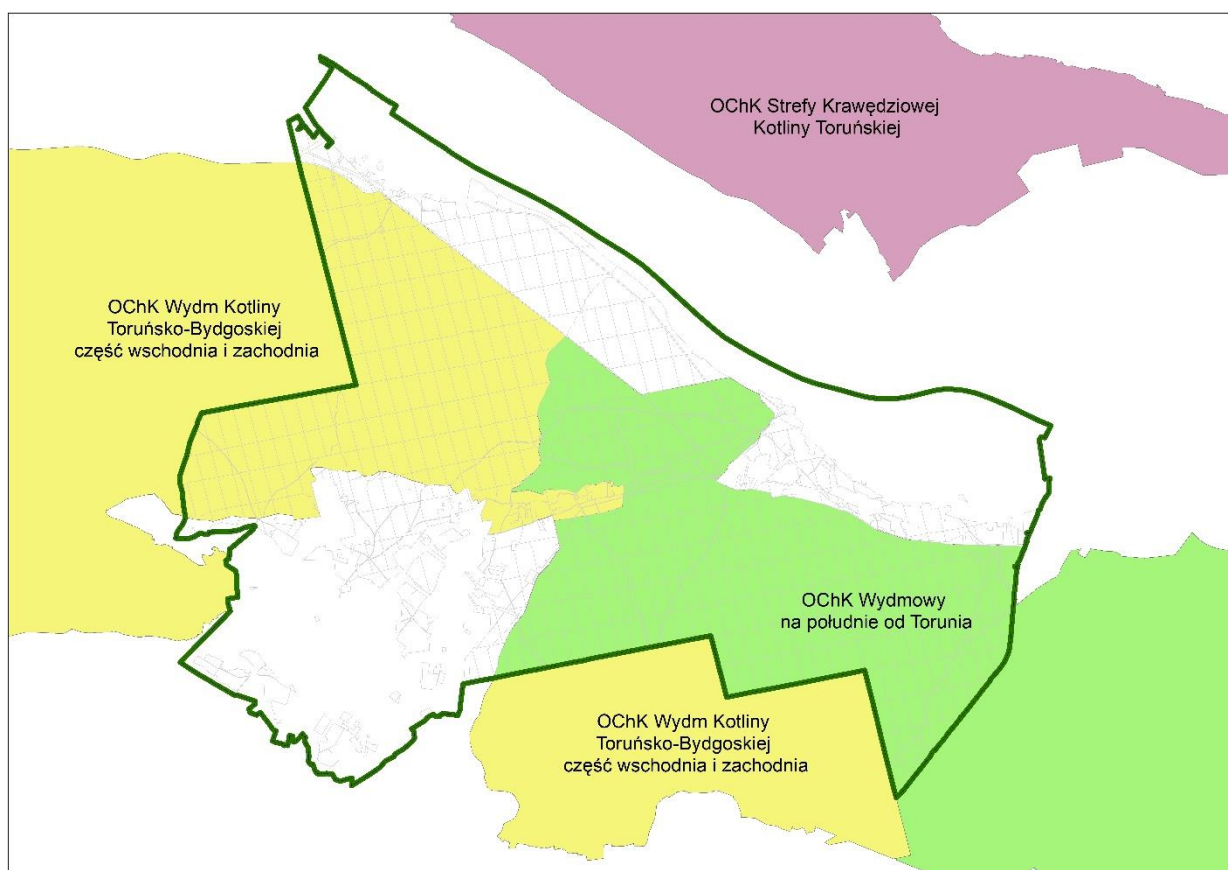 OChK Strefy Krawędziowej
Kotliny Toruńskiej
OChK Wydm Kotliny
Toruńsko-Bydgoskiej
część wschodnia i zachodnia
OChK Wydmowy
na południe od Torunia
OChK Wydm Kotliny
Toruńsko-Bydgoskiej
część wschodnia i zachodnia